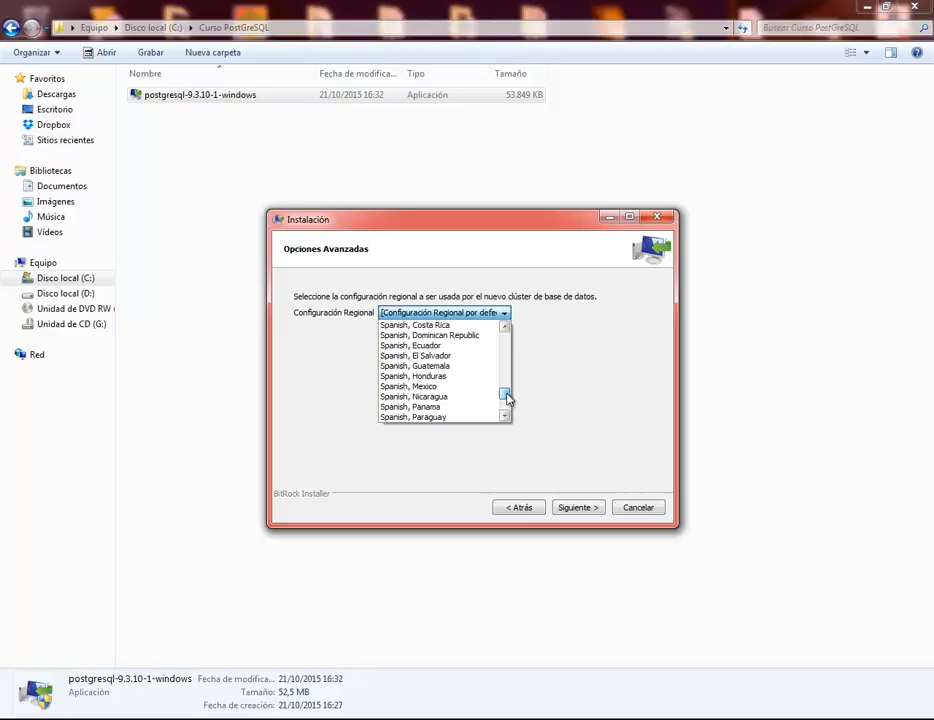 Equipo ▸ Disco local (C:) ▸ Curso PostGreSQL
Buscar Curso PostGreSQL
Organizar
Abrir
Grabar
Nueva carpeta
Nombre
Fecha de modifica...
Tipo
Tamaño
postgresql-9.3.10-1-windows
21/10/2015 16:32
Aplicación
53.849 KB
Favoritos
Descargas
Escritorio
Dropbox
Sitios recientes
Bibliotecas
Documentos
Imágenes
Música
Vídeos
Equipo
Disco local (C:)
Disco local (D:)
Unidad de DVD RW
Unidad de CD (G:)
Red
Instalación
Opciones Avanzadas
Seleccione la configuración regional a ser usada por el nuevo clúster de base de datos.
Configuración Regional
[Configuración Regional por defe
Spanish, Costa Rica
Spanish, Dominican Republic
Spanish, Ecuador
Spanish, El Salvador
Spanish, Guatemala
Spanish, Honduras
Spanish, Mexico
Spanish, Nicaragua
Spanish, Panama
Spanish, Paraguay
BitRock Installer
< Atrás
Siguiente >
Cancelar
postgresql-9.3.10-1-windows
Fecha de modifica... 21/10/2015 16:32
Aplicación
Tamaño: 52,5 MB
Fecha de creación: 21/10/2015 16:27